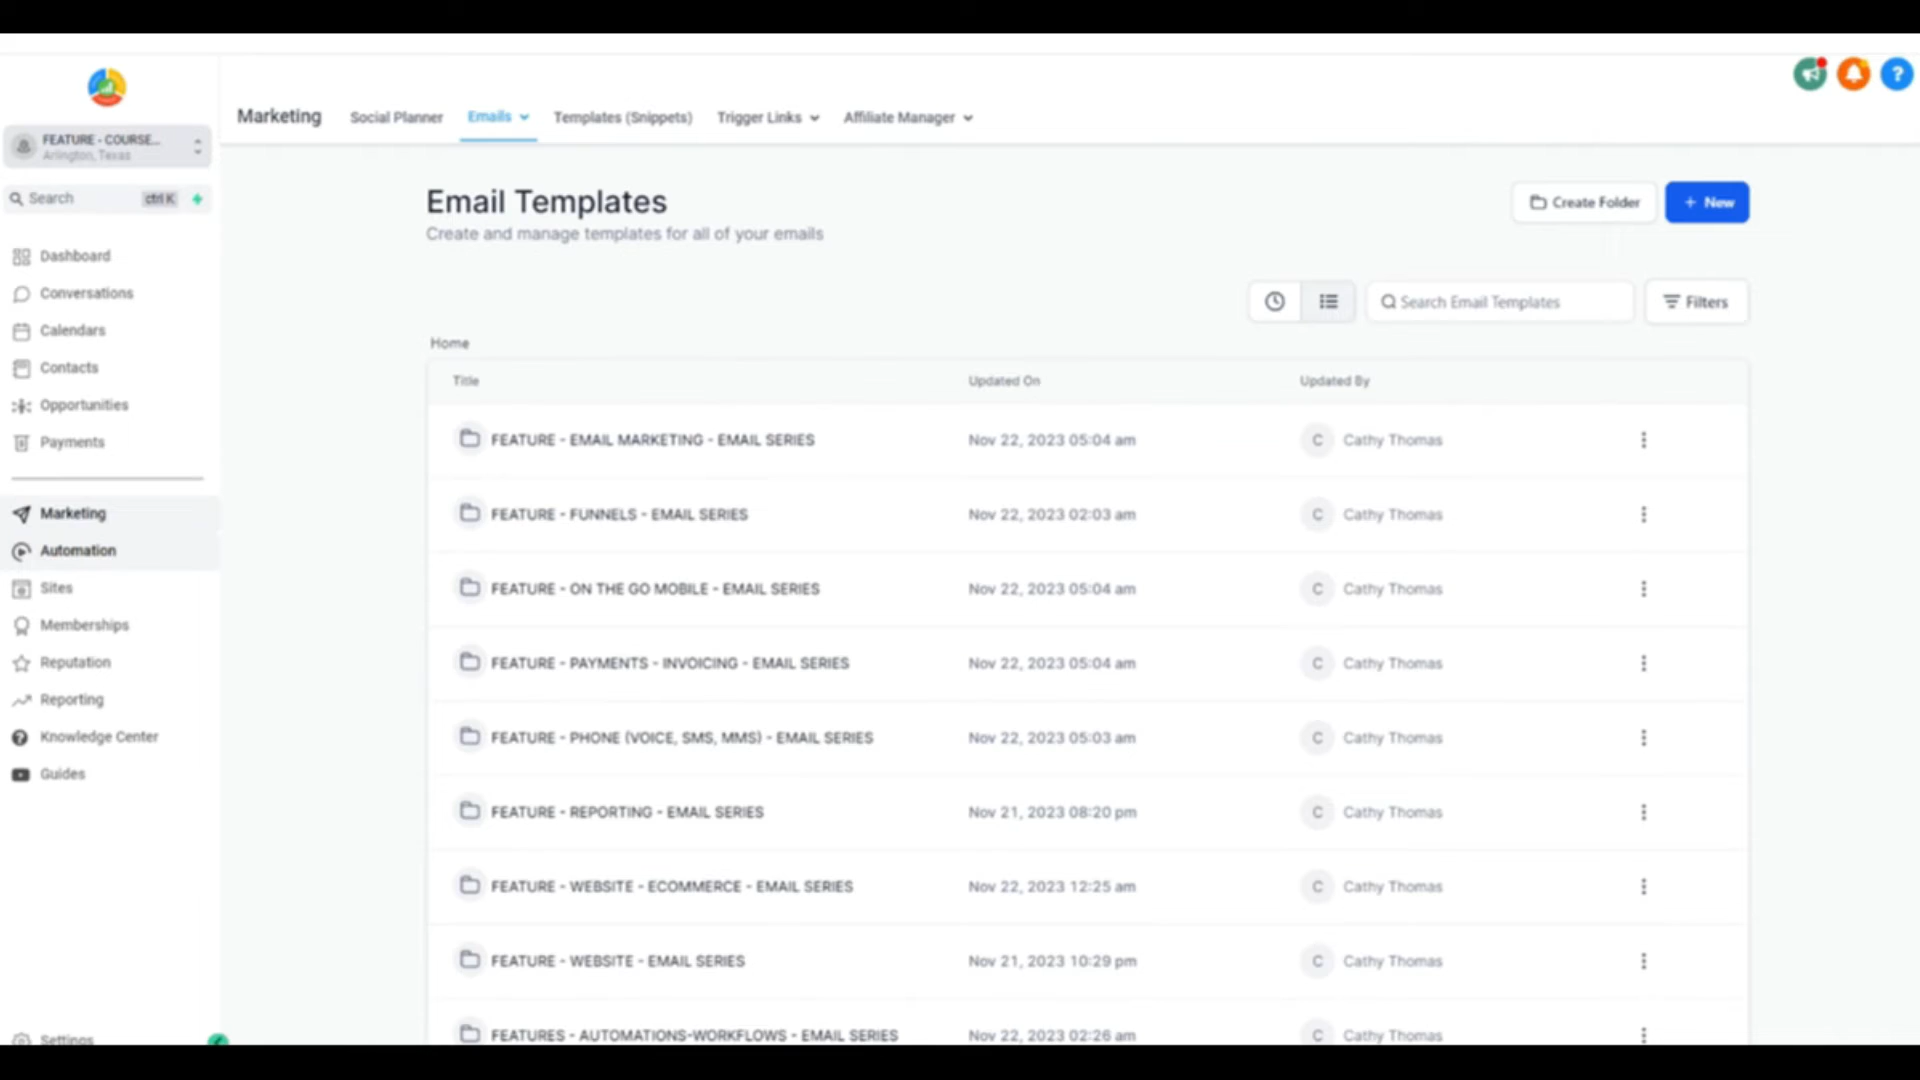 Marketing
Social Planner
Emails
Templates (Snippets)
Trigger Links
Affiliate Manager
?
FEATURE - COURSE...
Arlington, Texas
Search
ctrl K
Dashboard
Conversations
Calendars
Contacts
Opportunities
Payments
Marketing
Automation
Sites
Memberships
Reputation
Reporting
Knowledge Center
Guides
Settings
Email Templates
Create and manage templates for all of your emails
Create Folder
+ New
Search Email Templates
Filters
Home
Title Updated On Updated By
FEATURE - EMAIL MARKETING - EMAIL SERIES Nov 22, 2023 05:04 am C Cathy Thomas
FEATURE - FUNNELS - EMAIL SERIES Nov 22, 2023 02:03 am C Cathy Thomas
FEATURE - ON THE GO MOBILE - EMAIL SERIES Nov 22, 2023 05:04 am C Cathy Thomas
FEATURE - PAYMENTS - INVOICING - EMAIL SERIES Nov 22, 2023 05:04 am C Cathy Thomas
FEATURE - PHONE (VOICE, SMS, MMS) - EMAIL SERIES Nov 22, 2023 05:03 am C Cathy Thomas
FEATURE - REPORTING - EMAIL SERIES Nov 21, 2023 08:20 pm C Cathy Thomas
FEATURE - WEBSITE - ECOMMERCE - EMAIL SERIES Nov 22, 2023 12:25 am C Cathy Thomas
FEATURE - WEBSITE - EMAIL SERIES Nov 21, 2023 10:29 pm C Cathy Thomas
FEATURES - AUTOMATIONS-WORKFLOWS - EMAIL SERIES Nov 22, 2023 02:26 am C Cathy Thomas